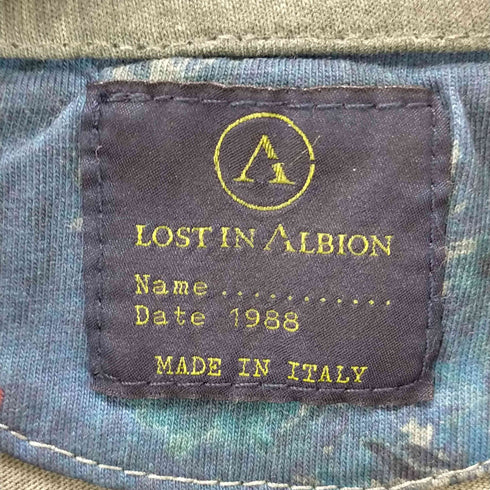 A
LOST IN ALBION
Name ............
Date 1988
MADE IN ITALY